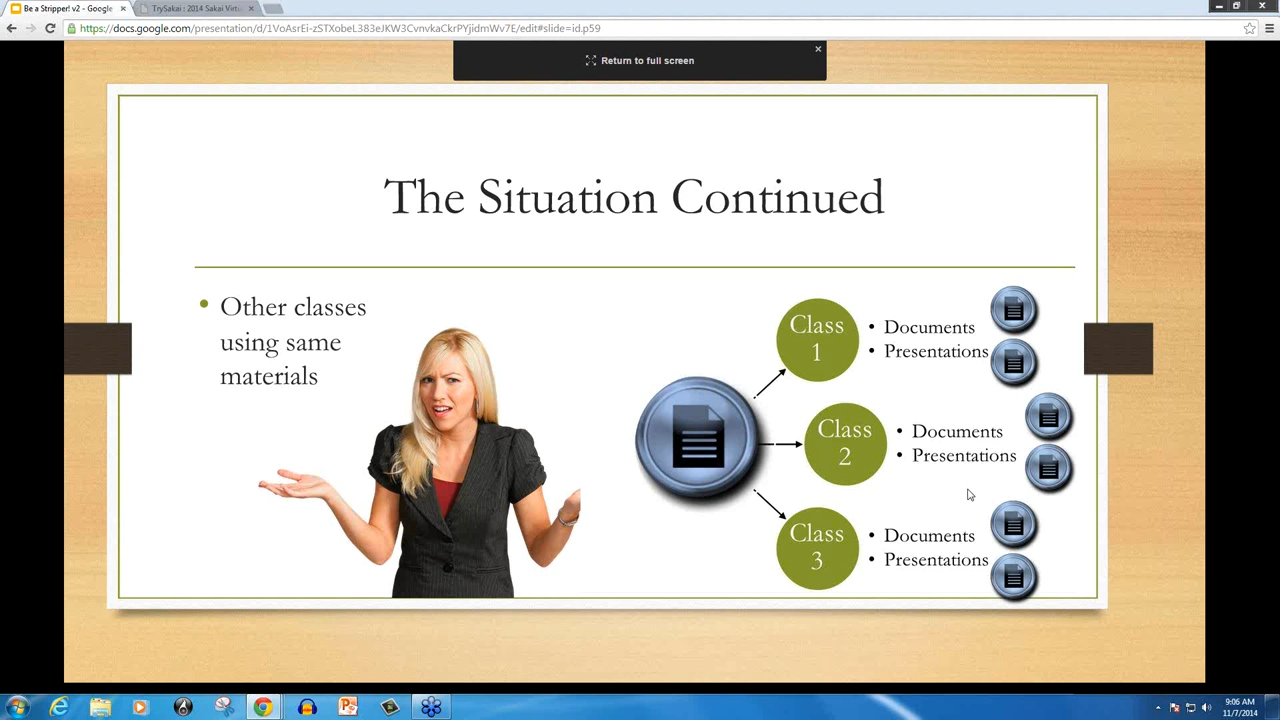 Be a Stripper! v2 - Google
TrySakai : 2014 Sakai Virtu
https://docs.google.com/presentation/d/1VoAsrEi-zSTXobeL383eJKW3CvnvkaCkrPYjidmWv7E/edit#slide=id.p59
Return to full screen
The Situation Continued
• Other classes
using same
materials
Class
1
• Documents
• Presentations
Class
2
• Documents
• Presentations
Class
3
• Documents
• Presentations
9:05 AM
11/7/2014